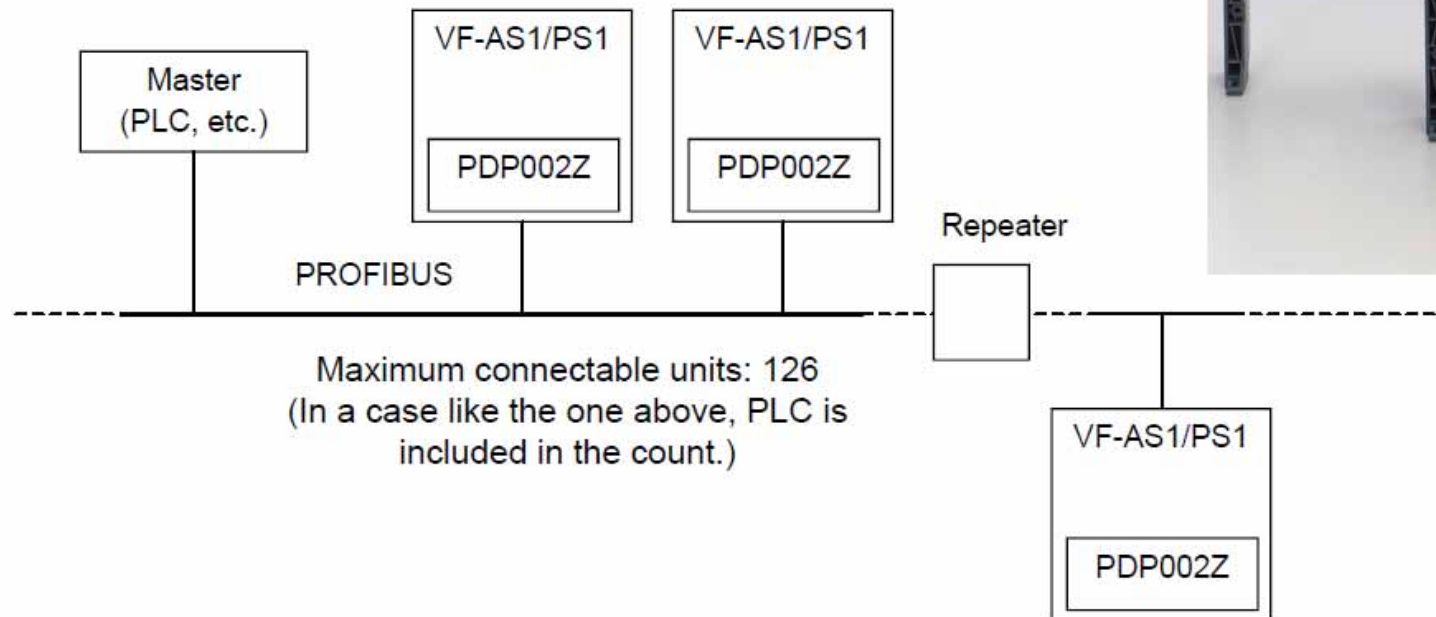 VF-AS1/PS1
VF-AS1/PS1
Master
(PLC, etc.)
PDP002Z
PDP002Z
Repeater
PROFIBUS
Maximum connectable units: 126
(In a case like the one above, PLC is
included in the count.)
VF-AS1/PS1
PDP002Z